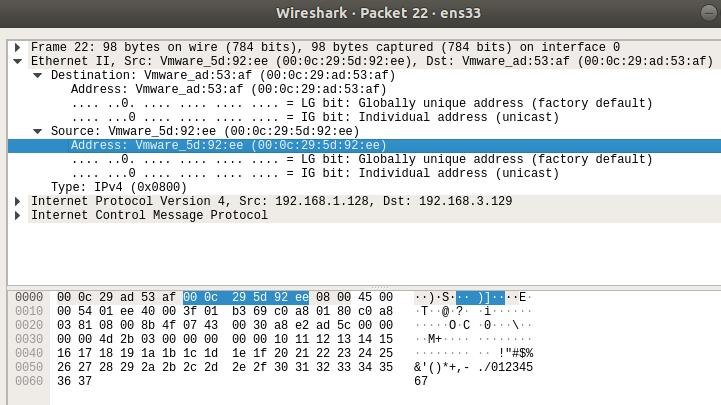 Wireshark · Packet 22 · ens33
Frame 22: 98 bytes on wire (784 bits), 98 bytes captured (784 bits) on interface 0
Ethernet II, Src: Vmware_5d:92:ee (00:0c:29:5d:92:ee), Dst: Vmware_ad:53:af (00:0c:29:ad:53:af)
Destination: Vmware_ad:53:af (00:0c:29:ad:53:af)
Address: Vmware_ad:53:af (00:0c:29:ad:53:af)
.... ..0. .... .... .... .... = LG bit: Globally unique address (factory default)
.... ...0 .... .... .... .... = IG bit: Individual address (unicast)
Source: Vmware_5d:92:ee (00:0c:29:5d:92:ee)
Address: Vmware_5d:92:ee (00:0c:29:5d:92:ee)
.... ..0. .... .... .... .... = LG bit: Globally unique address (factory default)
.... ...0 .... .... .... .... = IG bit: Individual address (unicast)
Type: IPv4 (0x0800)
Internet Protocol Version 4, Src: 192.168.1.128, Dst: 192.168.3.129
Internet Control Message Protocol
0000 00 0c 29 ad 53 af 00 0c 29 5d 92 ee 08 00 45 00 ··)·S··· )]····E·
0010 00 54 01 ee 40 00 3f 01 b3 69 c0 a8 01 80 c0 a8 ·T··@·?· ·i······
0020 03 81 08 00 8b 4f 07 43 00 30 a8 e2 ad 5c 00 00 ·····O·C ·0···\··
0030 00 00 4d 2b 03 00 00 00 00 00 10 11 12 13 14 15 ··M+···· ········
0040 16 17 18 19 1a 1b 1c 1d 1e 1f 20 21 22 23 24 25 ········ ·· !"#$%
0050 26 27 28 29 2a 2b 2c 2d 2e 2f 30 31 32 33 34 35 &'()*+,- ./012345
0060 36 37 67